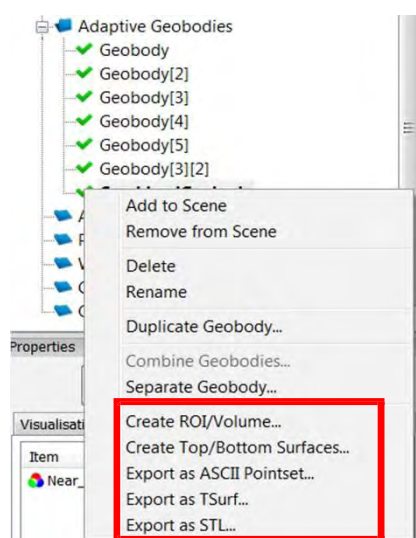 Adaptive Geobodies
Geobody
Geobody[2]
Geobody[3]
Geobody[4]
Geobody[5]
Geobody[3][2]
Add to Scene
Remove from Scene
Delete
Rename
Duplicate Geobody...
Combine Geobodies...
Separate Geobody...
Create ROI/Volume...
Create Top/Bottom Surfaces...
Export as ASCII Pointset...
Export as TSurf...
Export as STL...
Properties
Visualisati
Item
Near_